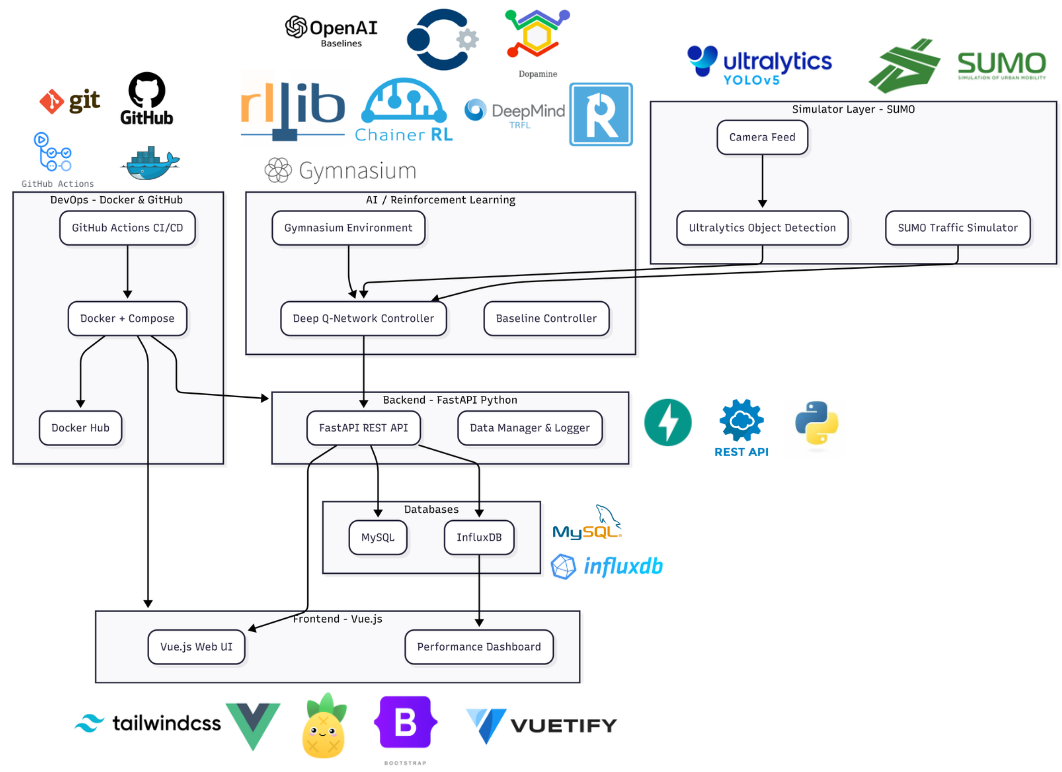 OpenAI
Baselines
Dopamine
ultralytics
YOLOv5
SUMO
SIMULATION OF URBAN MOBILITY
git
GitHub
rllib
Chainer RL
DeepMind
TRFL
R
GitHub Actions
Gymnasium
Simulator Layer - SUMO
Camera Feed
Ultralytics Object Detection
SUMO Traffic Simulator
DevOps - Docker & GitHub
GitHub Actions CI/CD
Docker + Compose
Docker Hub
AI / Reinforcement Learning
Gymnasium Environment
Deep Q-Network Controller
Baseline Controller
Backend - FastAPI Python
FastAPI REST API
Data Manager & Logger
REST API
Databases
MySQL
InfluxDB
MySQL
influxdb
Frontend - Vue.js
Vue.js Web UI
Performance Dashboard
tailwindcss
B
BOOTSTRAP
VUETIFY